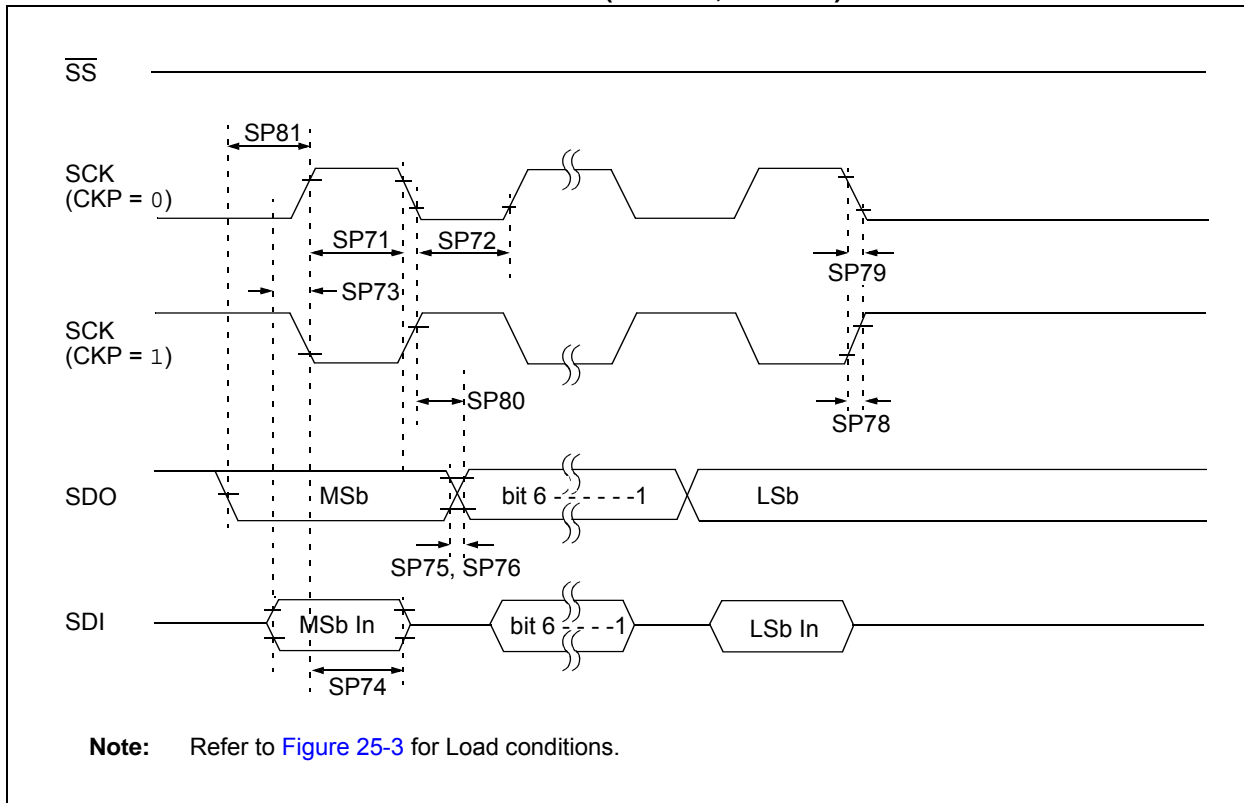 SS
SP81
SCK
(CKP = 0)
SP71
SP72
SP79
SP73
SCK
(CKP = 1)
SP80
SP78
SDO
MSb
bit 6 - - - - - -1
LSb
SP75, SP76
SDI
MSb In
bit 6 - - - -1
LSb In
SP74
Note: Refer to Figure 25-3 for Load conditions.